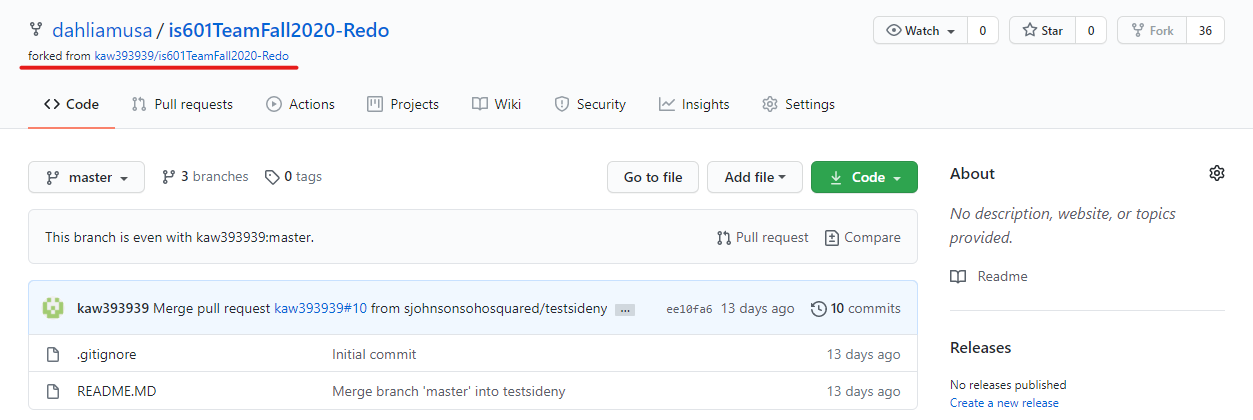 dahliamusa / is601TeamFall2020-Redo
Watch 0 Star 0 Fork 36
forked from kaw393939/is601TeamFall2020-Redo
Code Pull requests Actions Projects Wiki Security Insights Settings
master 3 branches 0 tags Go to file Add file Code
About
No description, website, or topics
provided.
Readme
This branch is even with kaw393939:master. Pull request Compare
kaw393939 Merge pull request kaw393939#10 from sjohnsonsohosquared/testsideny ... ee10fa6 13 days ago 10 commits
.gitignore Initial commit 13 days ago
README.MD Merge branch 'master' into testsideny 13 days ago
Releases
No releases published
Create a new release